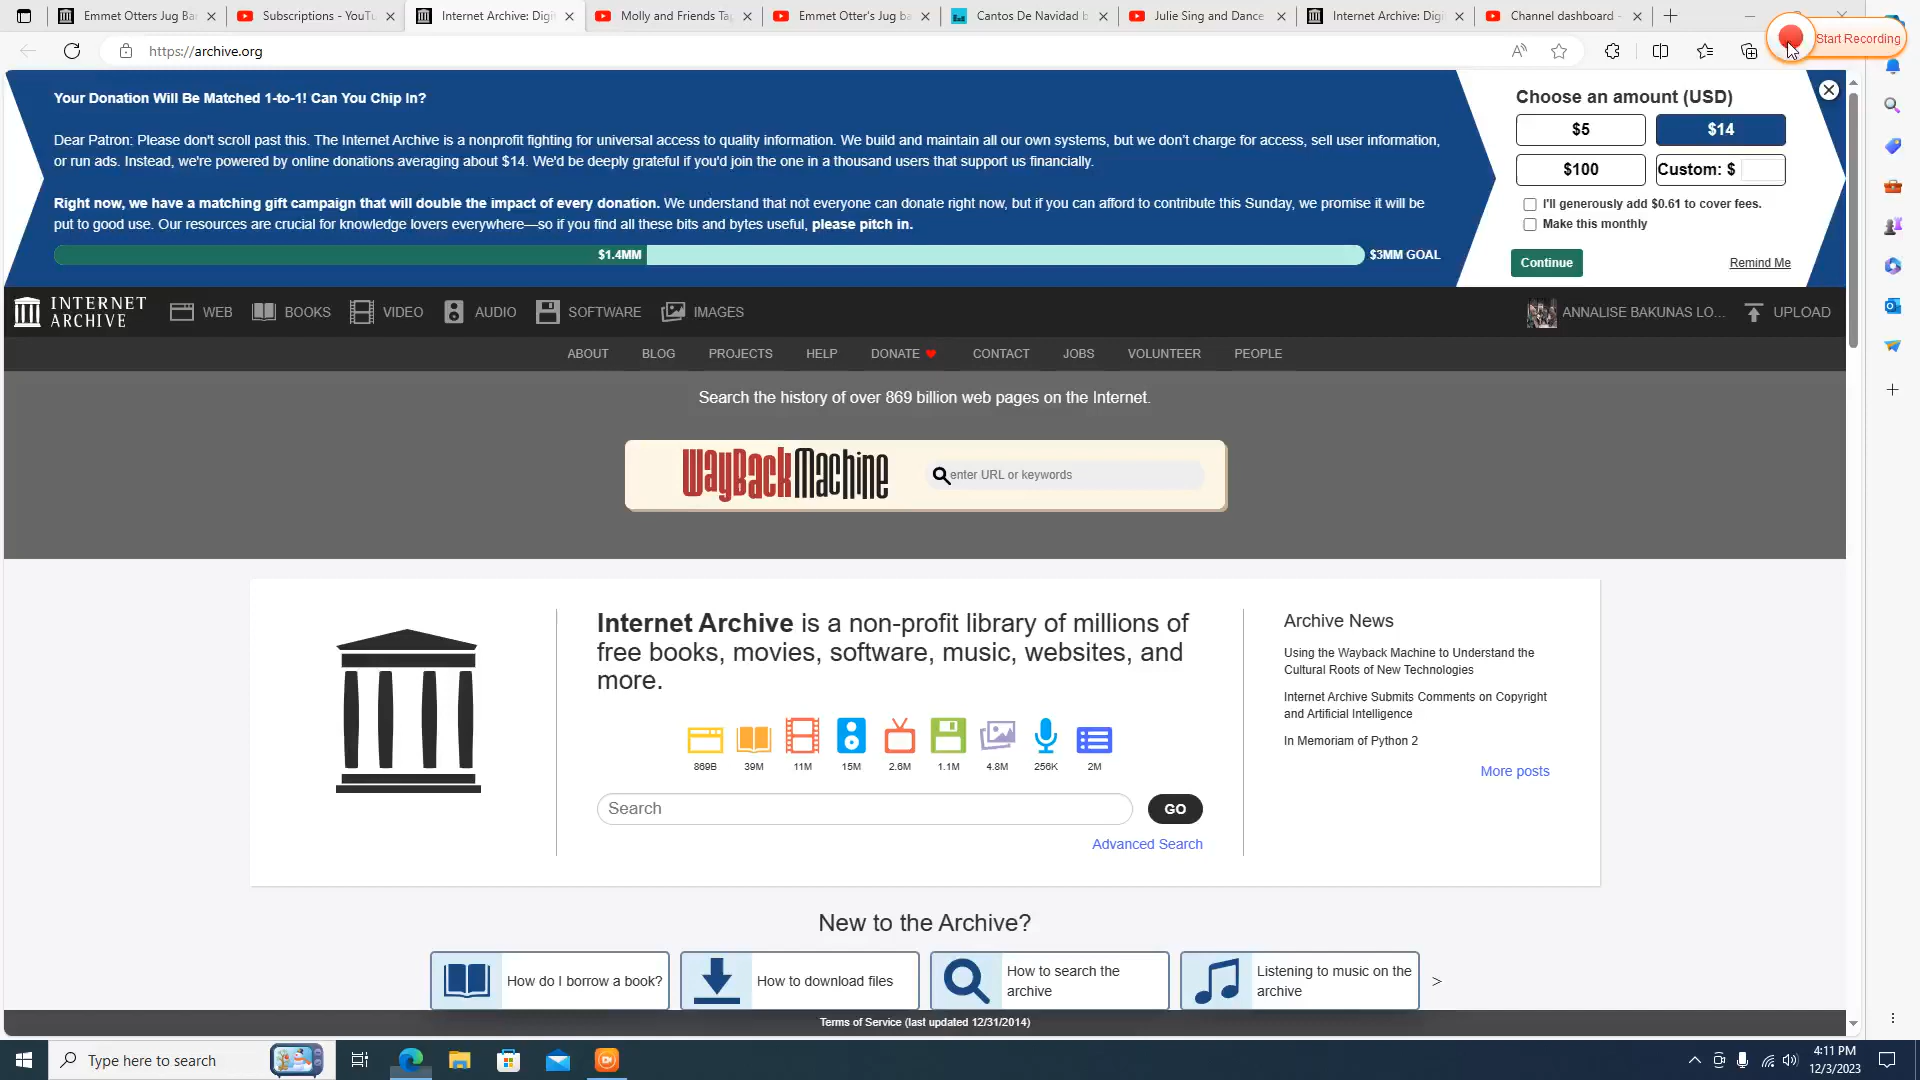 Emmet Otters Jug Ba
Subscriptions - YouTu
Internet Archive: Digi
Molly and Friends Ta
Emmet Otter's Jug ba
Cantos De Navidad b
Julie Sing and Dance
Internet Archive: Digi
Channel dashboard -
https://archive.org
Start Recording
Your Donation Will Be Matched 1-to-1! Can You Chip In?
Dear Patron: Please don't scroll past this. The Internet Archive is a nonprofit fighting for universal access to quality information. We build and maintain all our own systems, but we don't charge for access, sell user information,
or run ads. Instead, we're powered by online donations averaging about $14. We'd be deeply grateful if you'd join the one in a thousand users that support us financially.
Right now, we have a matching gift campaign that will double the impact of every donation. We understand that not everyone can donate right now, but if you can afford to contribute this Sunday, we promise it will be
put to good use. Our resources are crucial for knowledge lovers everywhere—so if you find all these bits and bytes useful, please pitch in.
$1.4MM
$3MM GOAL
Choose an amount (USD)
$5
$14
$100
Custom: $
I'll generously add $0.61 to cover fees.
Make this monthly
Continue
Remind Me
INTERNET
ARCHIVE
WEB
BOOKS
VIDEO
AUDIO
SOFTWARE
IMAGES
ANNALISE BAKUNAS LO...
UPLOAD
ABOUT
BLOG
PROJECTS
HELP
DONATE
CONTACT
JOBS
VOLUNTEER
PEOPLE
Search the history of over 869 billion web pages on the Internet.
WayBackMachine
enter URL or keywords
Internet Archive is a non-profit library of millions of
free books, movies, software, music, websites, and
more.
869B
39M
11M
15M
2.6M
1.1M
4.8M
256K
2M
Search
GO
Advanced Search
Archive News
Using the Wayback Machine to Understand the
Cultural Roots of New Technologies
Internet Archive Submits Comments on Copyright
and Artificial Intelligence
In Memoriam of Python 2
More posts
New to the Archive?
How do I borrow a book?
How to download files
How to search the
archive
Listening to music on the
archive
>
Terms of Service (last updated 12/31/2014)
Type here to search
4:11 PM
12/3/2023